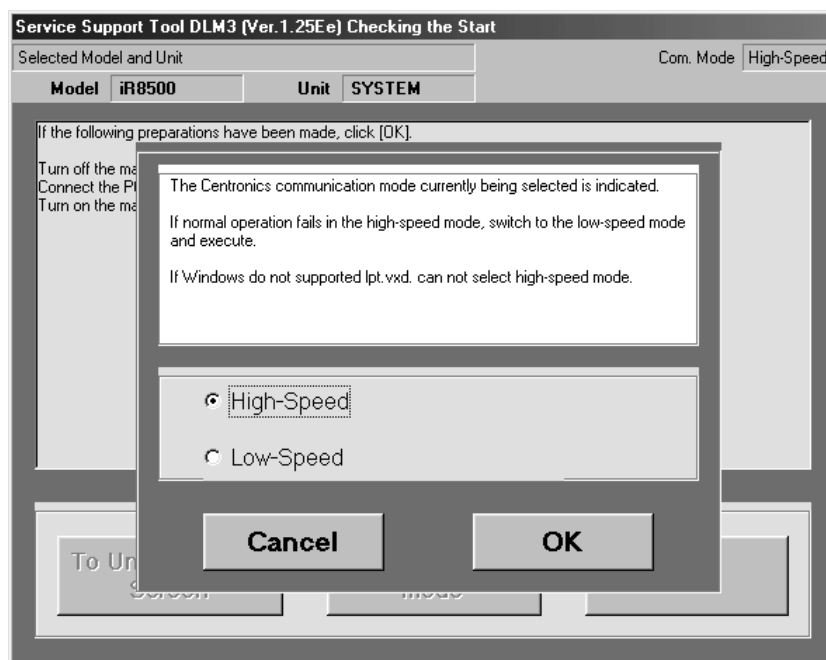 Service Support Tool DLM3 (Ver.1.25Ee) Checking the Start
Selected Model and Unit
Com. Mode High-Speed
Model iR8500 Unit SYSTEM
If the following preparations have been made, click [OK].
Turn off the ma
Connect the P
Turn on the ma
The Centronics communication mode currently being selected is indicated.
If normal operation fails in the high-speed mode, switch to the low-speed mode
and execute.
If Windows do not supported lpt.vxd. can not select high-speed mode.
High-Speed
Low-Speed
Cancel OK
To Un